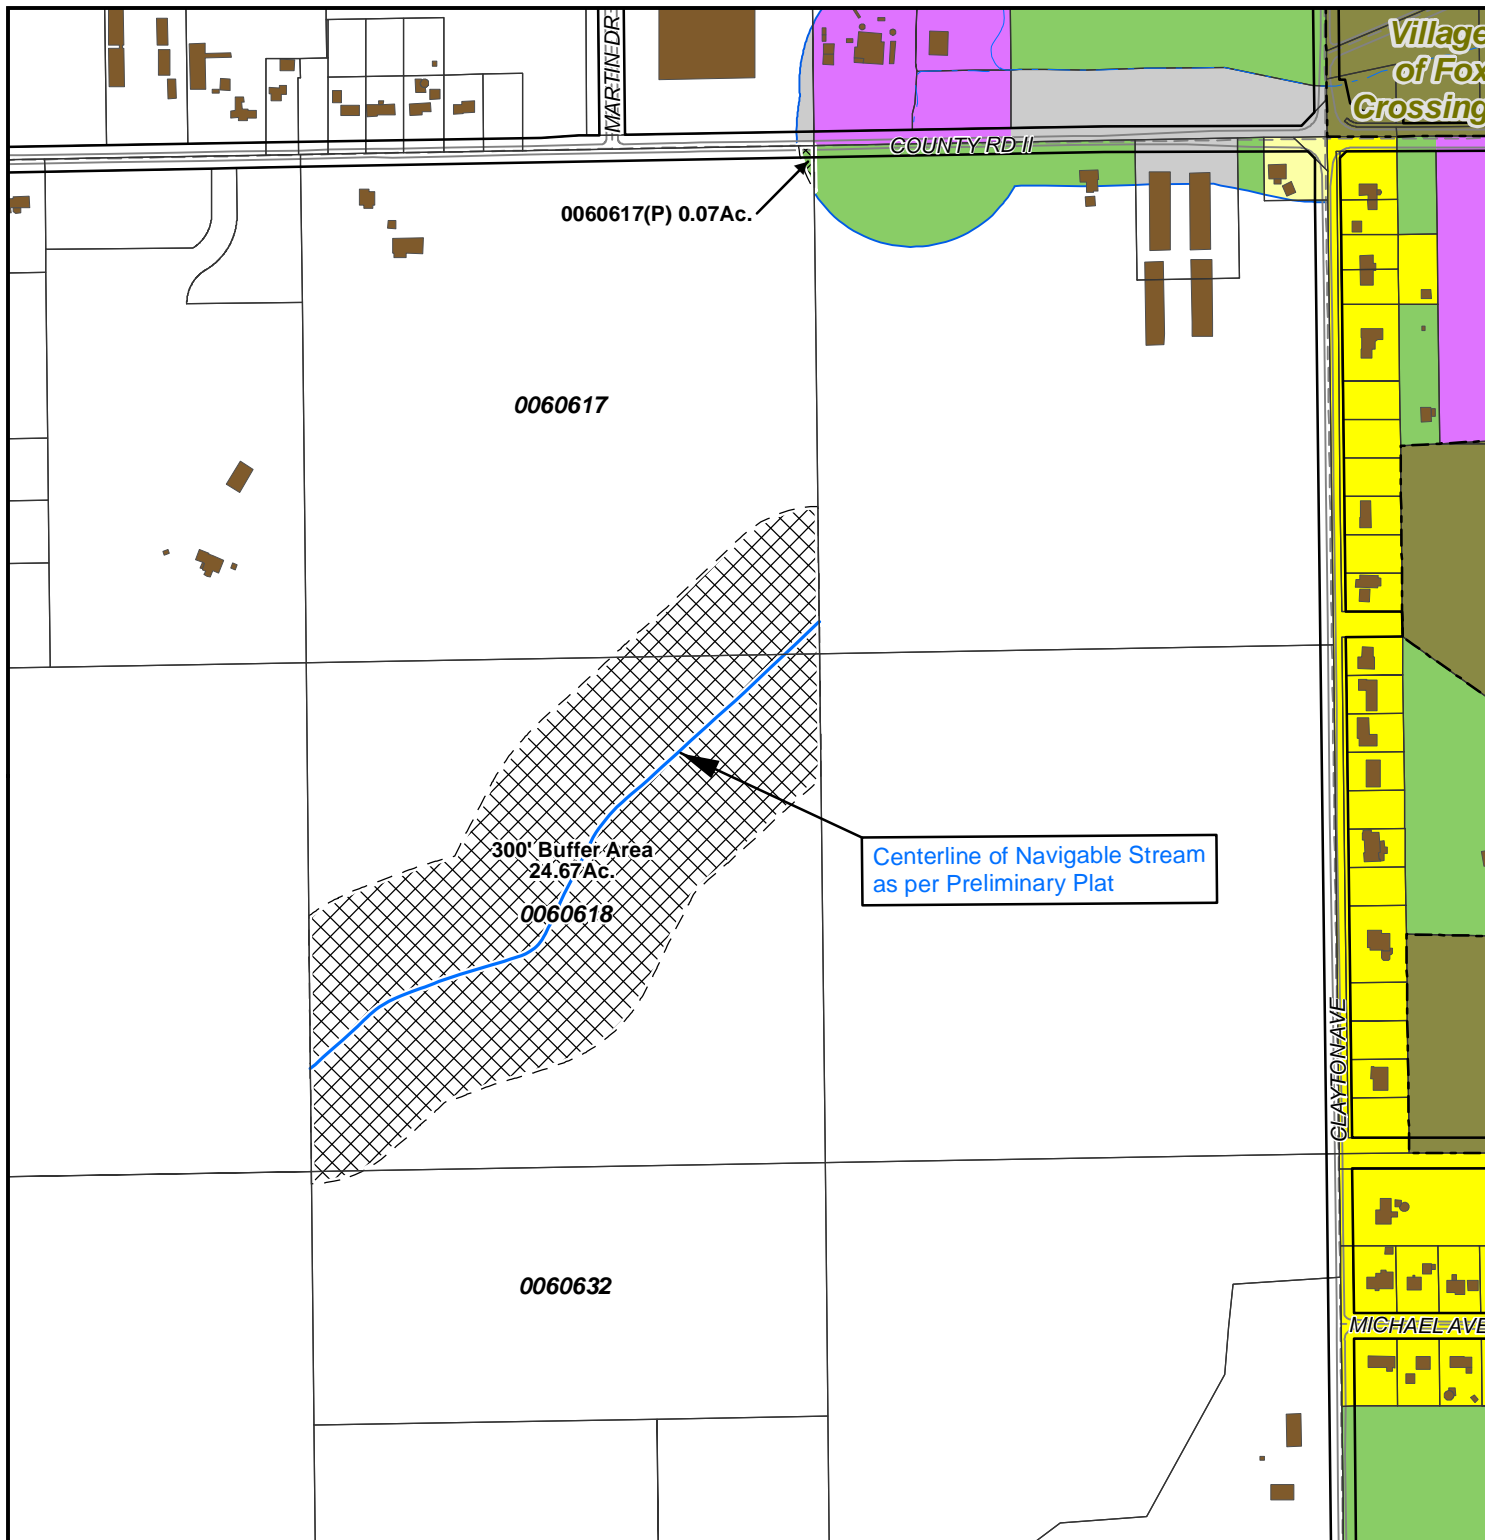 Village
of Fox
Crossing
MARTIN DR
COUNTY RD II
0060617(P) 0.07Ac.
0060617
300' Buffer Area
24.67Ac.
Centerline of Navigable Stream
as per Preliminary Plat
0060618
CLAYTON AVE
0060632
MICHAEL AVE